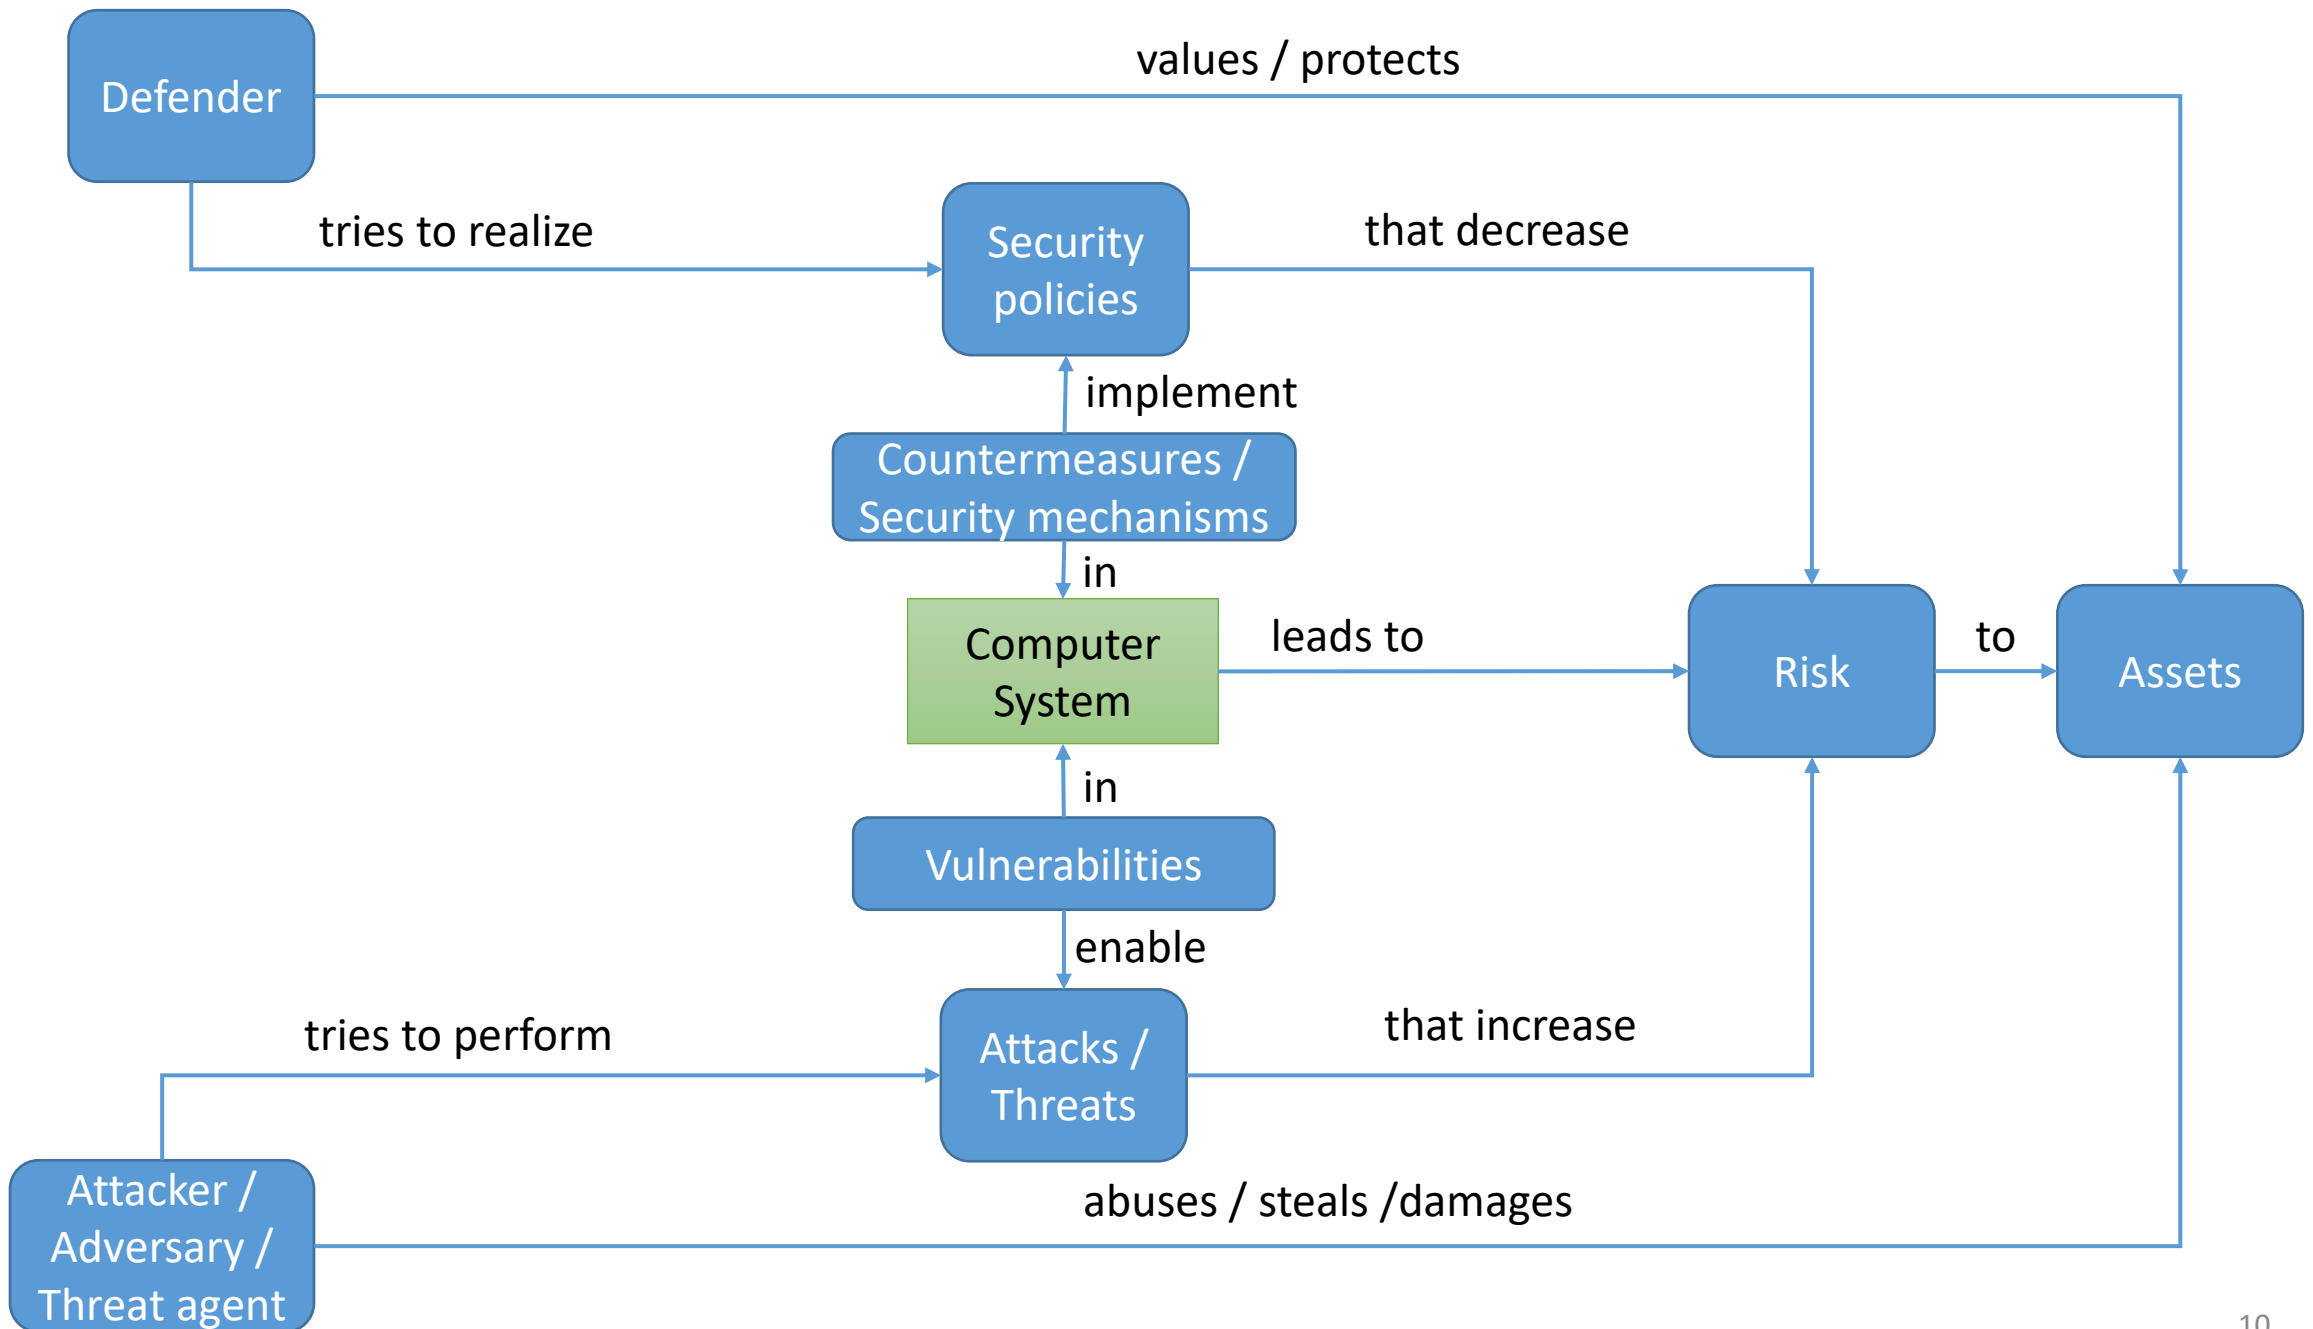 values / protects
Defender
tries to realize
Security
policies
that decrease
implement
Countermeasures /
Security mechanisms
in
Computer
System
leads to
Risk
to
Assets
in
Vulnerabilities
enable
tries to perform
Attacks /
Threats
that increase
Attacker /
Adversary /
Threat agent
abuses / steals /damages
10